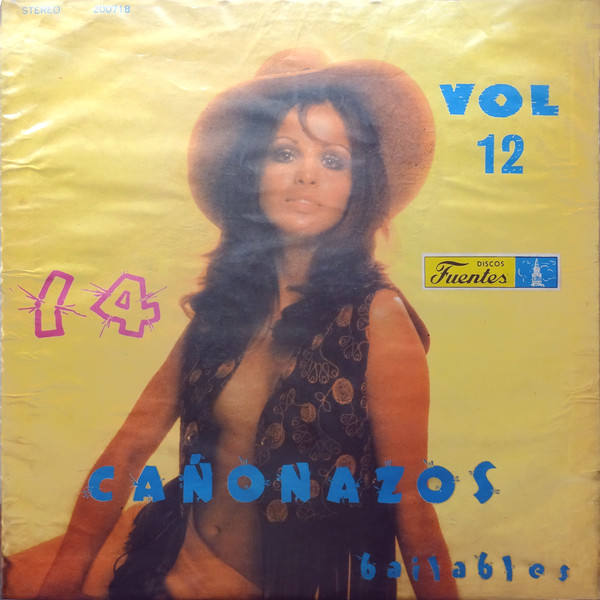 STEREO 200718
VOL
12
DISCOS
Fuentes
14
CAÑONAZOS
bailables